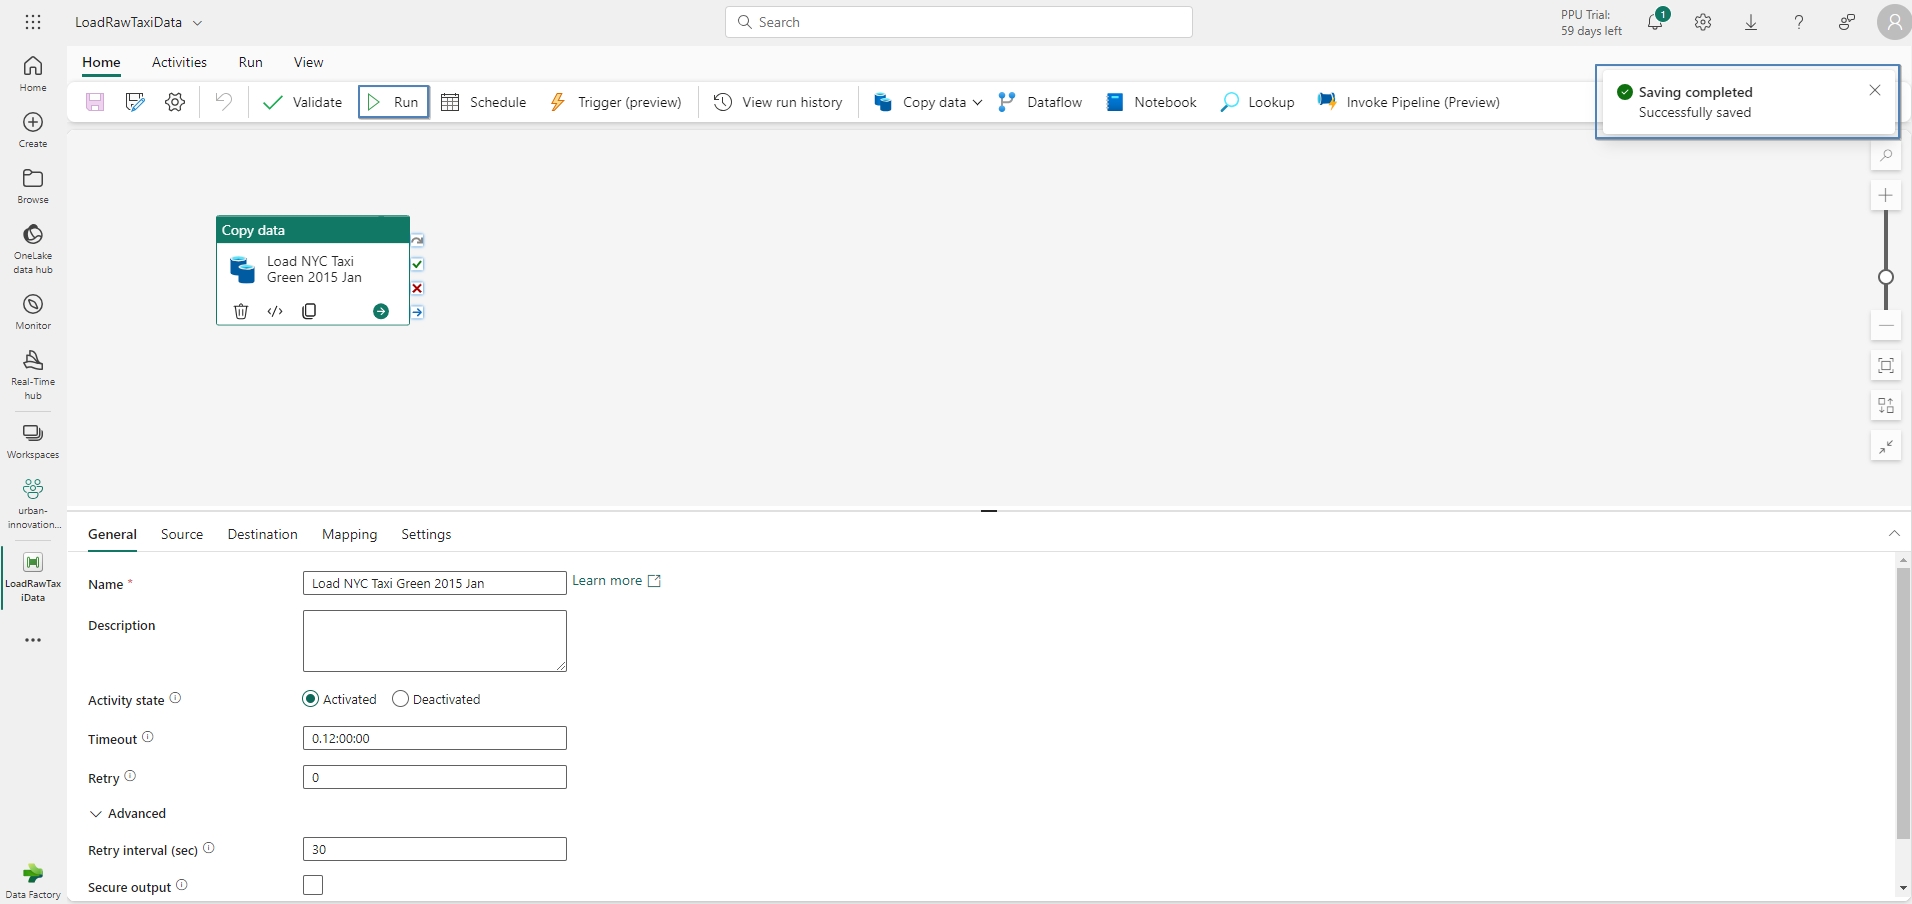 LoadRawTaxiData
Search
PPU Trial:
59 days left
1
Home
Activities
Run
View
Validate
Run
Schedule
Trigger (preview)
View run history
Copy data
Dataflow
Notebook
Lookup
Invoke Pipeline (Preview)
Saving completed
Successfully saved
Home
Create
Browse
OneLake
data hub
Monitor
Real-Time
hub
Workspaces
urban-
innovation...
LoadRawTax
iData
Data Factory
Copy data
Load NYC Taxi
Green 2015 Jan
General
Source
Destination
Mapping
Settings
Name *
Load NYC Taxi Green 2015 Jan
Learn more
Description
Activity state
Activated
Deactivated
Timeout
0.12:00:00
Retry
0
Advanced
Retry interval (sec)
30
Secure output